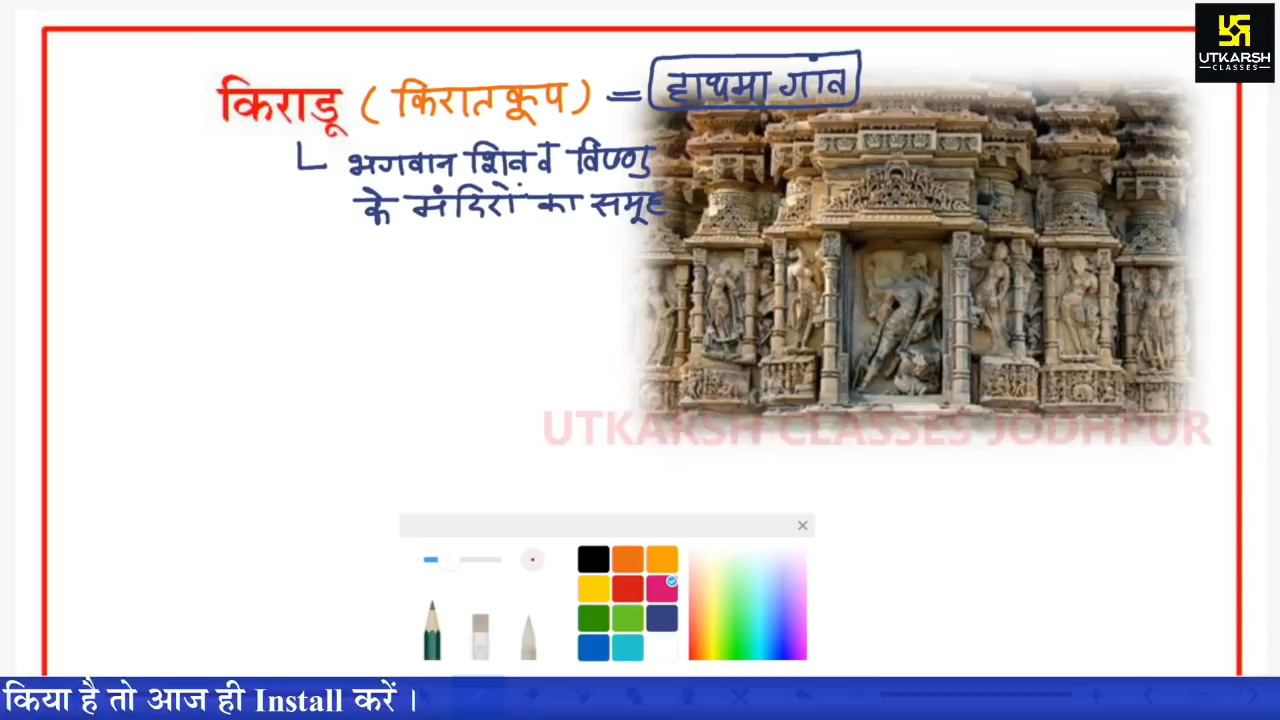 UTKARSH
CLASSES
किराडू (किरातकूप) = हाथमा गांव
भगवान शिव व विष्णु
के मंदिरों का समूह
UTKARSH CLASSES JODHPUR
किया है तो आज ही Install करें ।